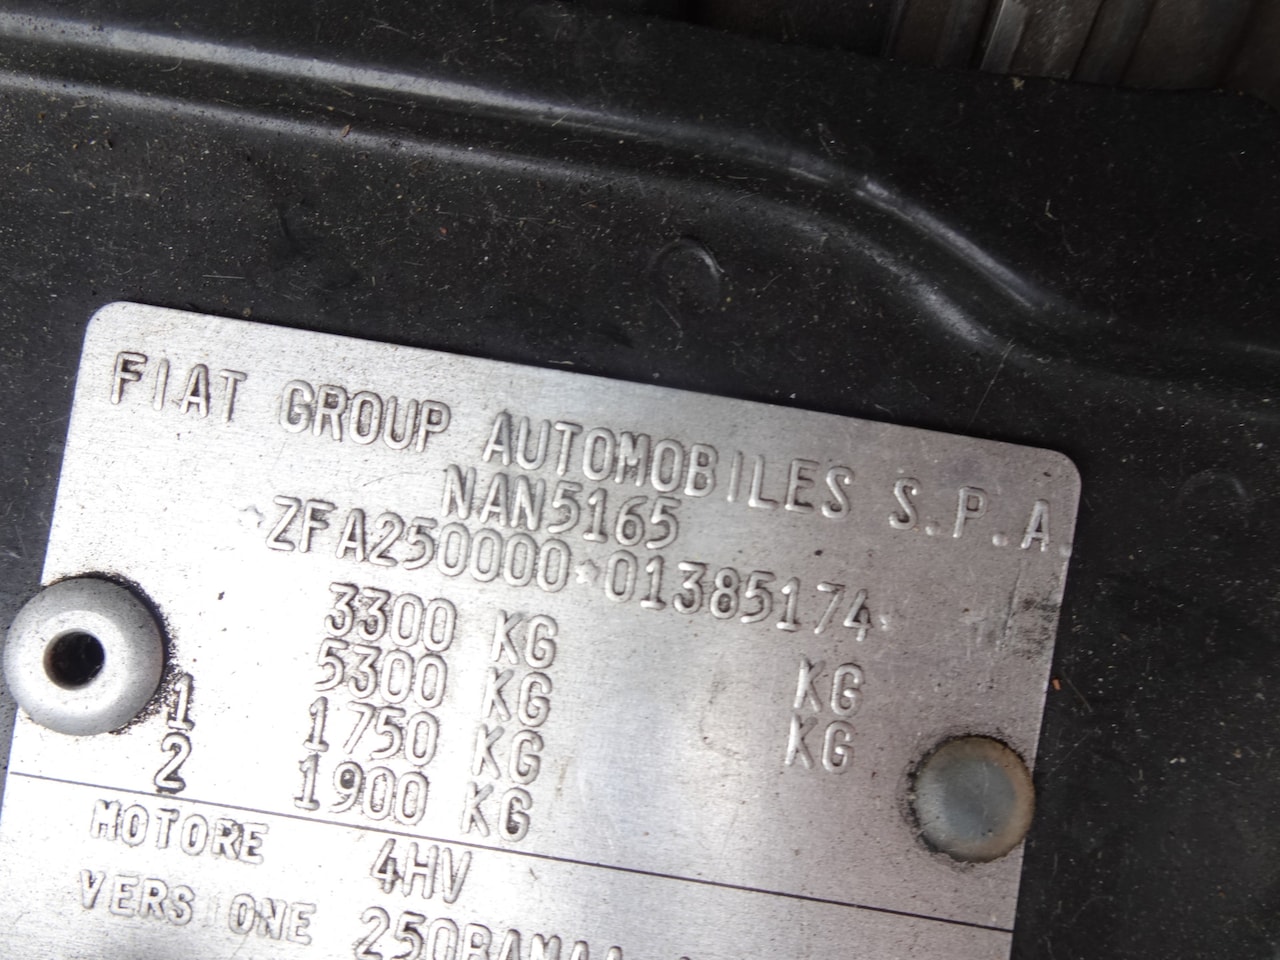 FIAT GROUP AUTOMOBILES S.P.A.
NAN5165
*ZFA250000*01385174*
3300 KG
5300 KG KG
1 1750 KG KG
2 1900 KG
MOTORE 4HV
VERSIONE